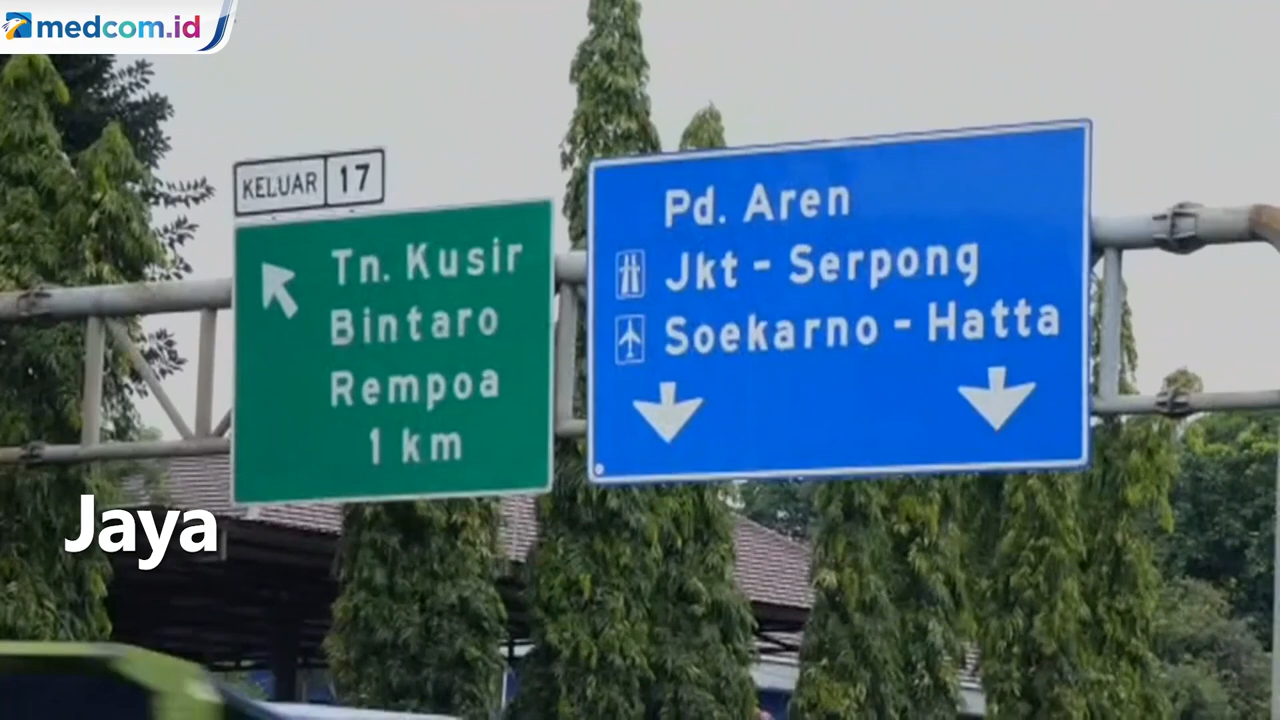 medcom.id
KELUAR 17
Tn. Kusir
Bintaro
Rempoa
1 km
Pd. Aren
Jkt - Serpong
Soekarno - Hatta
Jaya